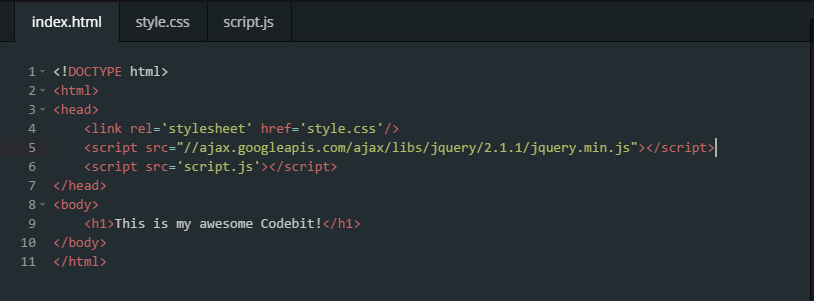 index.html style.css script.js
1 <!DOCTYPE html>
2 <html>
3 <head>
4     <link rel='stylesheet' href='style.css'/>
5     <script src="//ajax.googleapis.com/ajax/libs/jquery/2.1.1/jquery.min.js"></script>
6     <script src='script.js'></script>
7 </head>
8 <body>
9     <h1>This is my awesome Codebit!</h1>
10 </body>
11 </html>